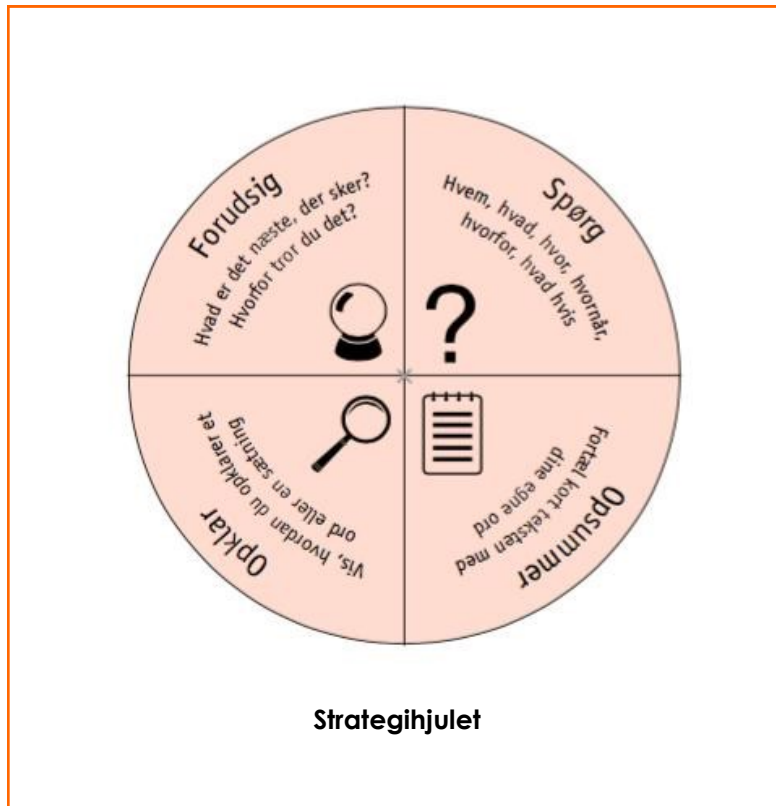 Forudsig
Hvad er det næste, der sker?
Hvorfor tror du det?
Spørg
Hvem, hvad, hvor, hvornår,
hvorfor, hvad hvis
Opklar
Vis, hvordan du opklarer et
ord eller en sætning
Opsummer
Fortæl kort teksten med
dine egne ord
Strategihjulet